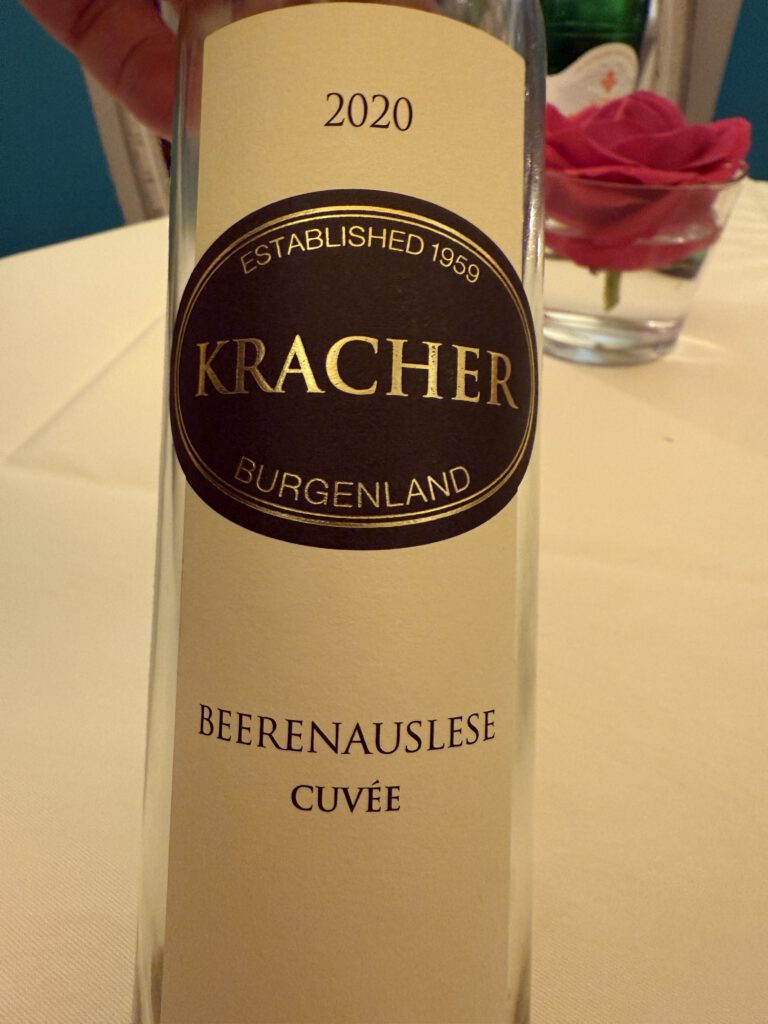 2020
ESTABLISHED 1959
KRACHER
BURGENLAND
BEERENAUSLESE
CUVÉE